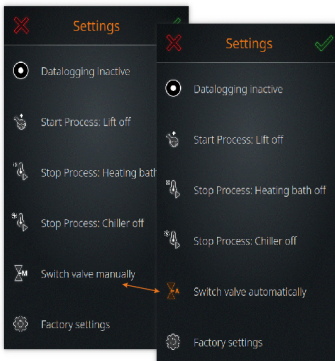 Settings
Datalogging inactive
Start Process: Lift off
Stop Process: Heating bath
Stop Process: Chiller off
M
Switch valve manually
Factory settings
Settings
Datalogging inactive
Start Process: Lift off
Stop Process: Heating bath off
Stop Process: Chiller off
A
Switch valve automatically
Factory settings